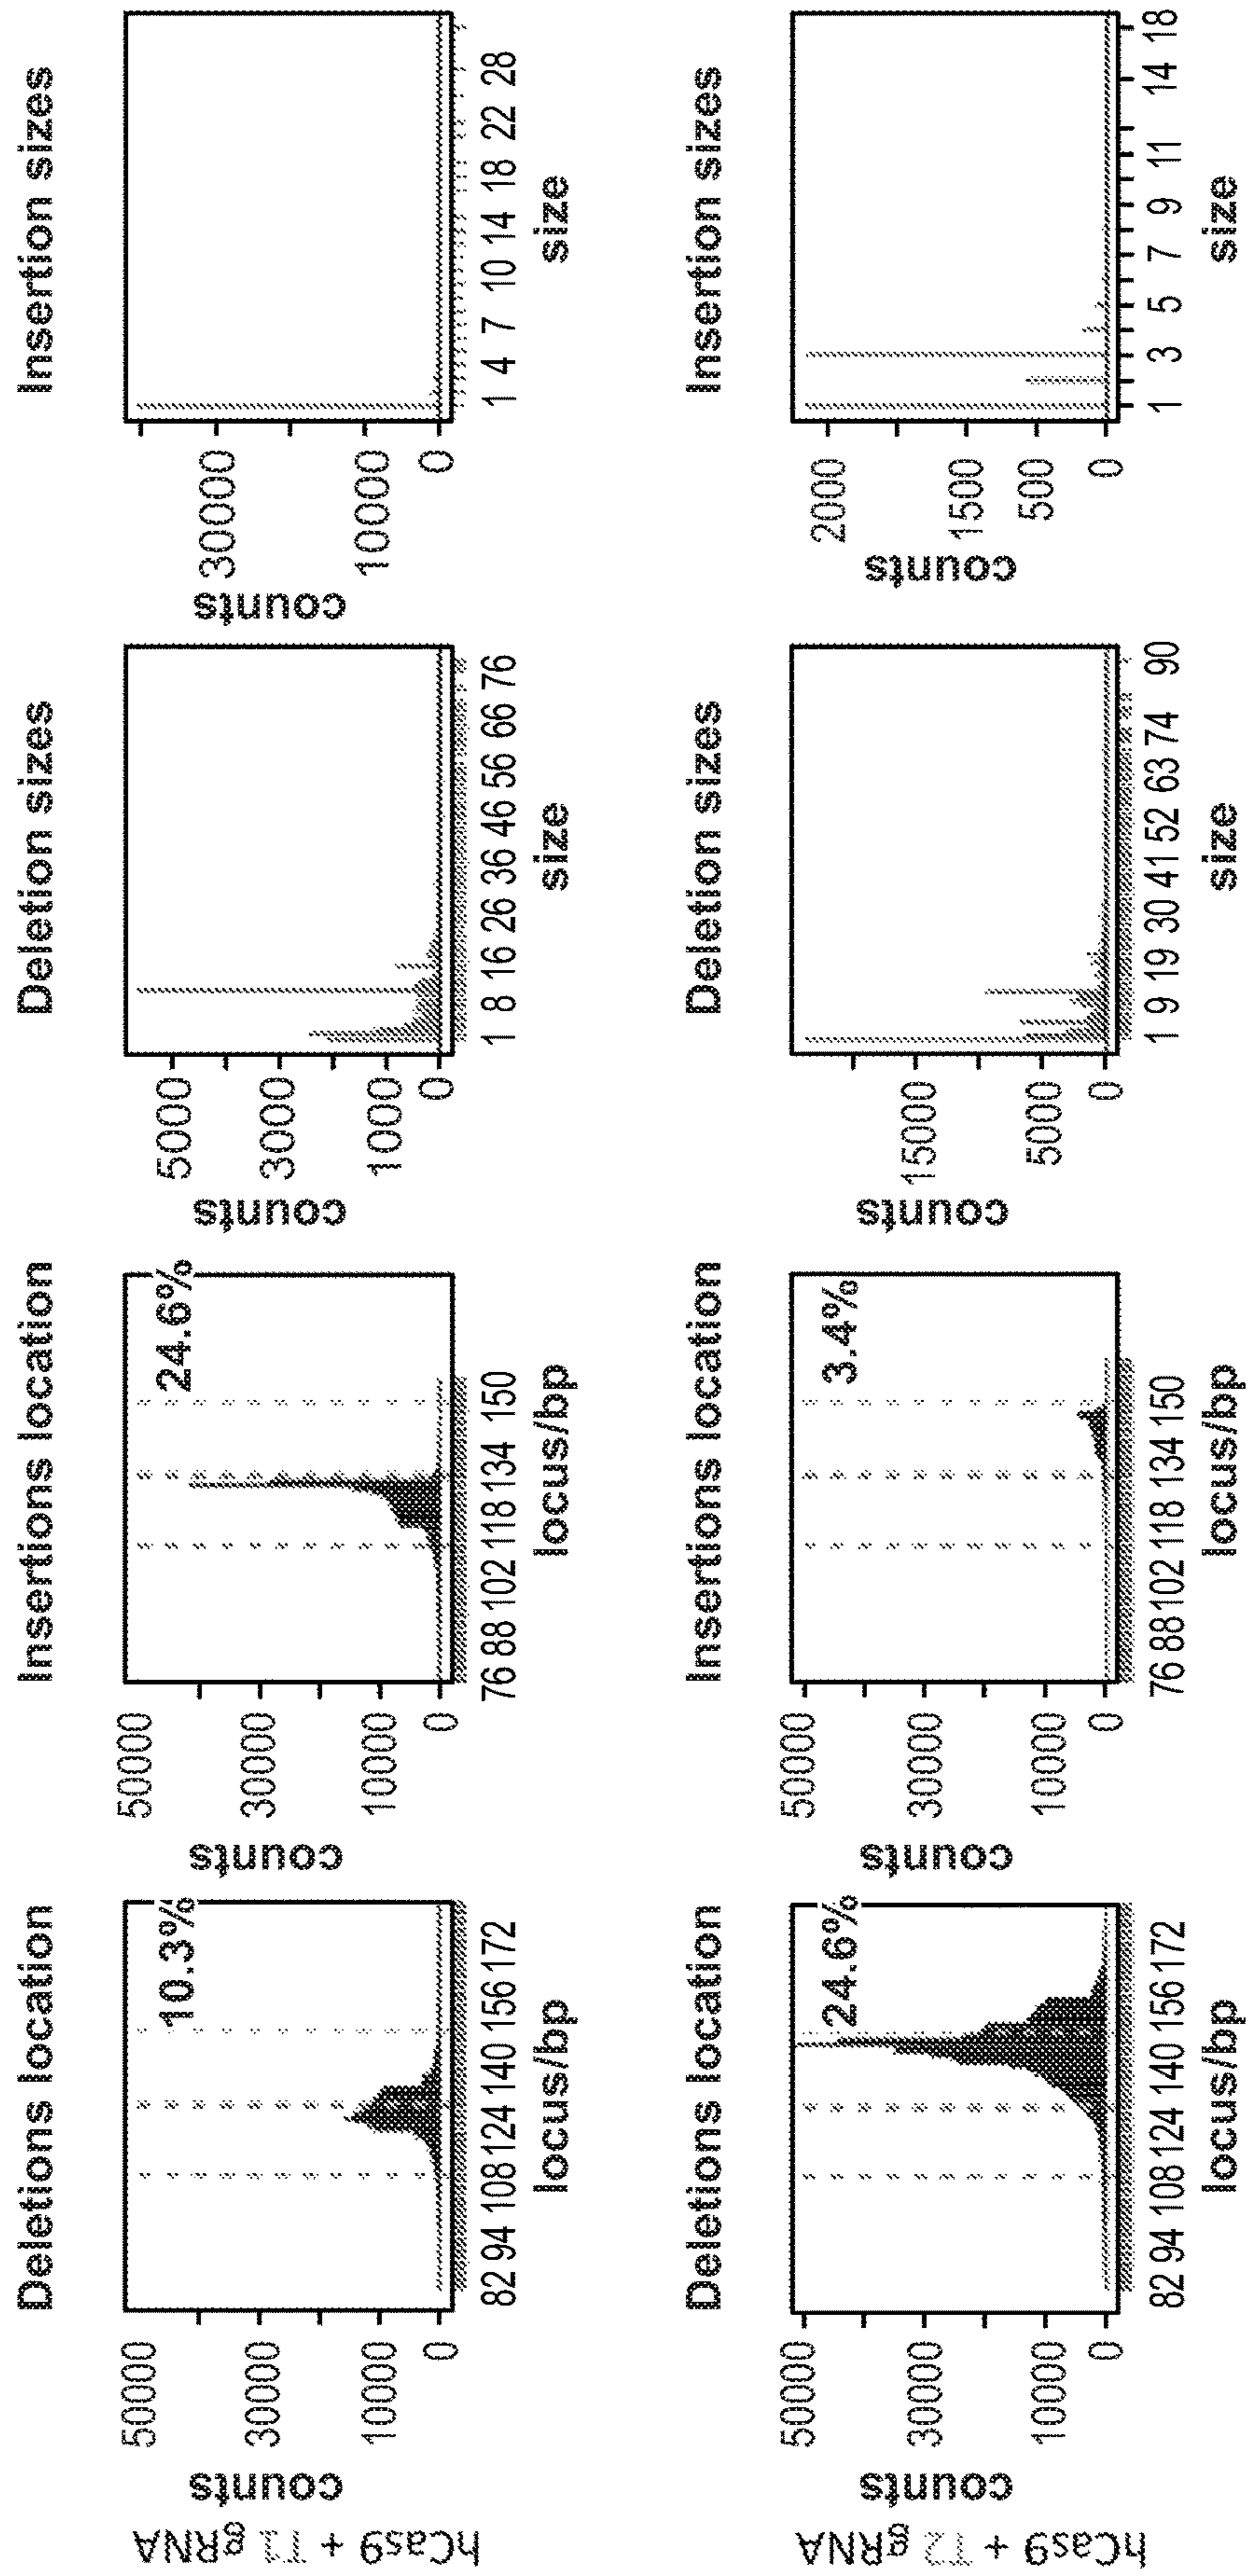 hCas9 + T1 gRNA
Deletions location
10.3%
counts
50000
30000
10000
0
82 94 108 124 140 156 172
locus/bp
Insertions location
24.6%
counts
50000
30000
10000
0
76 88 102 118 134 150
locus/bp
Deletion sizes
counts
5000
3000
1000
0
1 8 16 26 36 46 56 66 76
size
Insertion sizes
counts
30000
10000
0
1 4 7 10 14 18 22 28
size
hCas9 + T2 gRNA
Deletions location
24.6%
counts
50000
30000
10000
0
82 94 108 124 140 156 172
locus/bp
Insertions location
3.4%
counts
50000
30000
10000
0
76 88 102 118 134 150
locus/bp
Deletion sizes
counts
15000
5000
0
1 9 19 30 41 52 63 74 90
size
Insertion sizes
counts
2000
1500
500
0
1 3 5 7 9 11 14 18
size